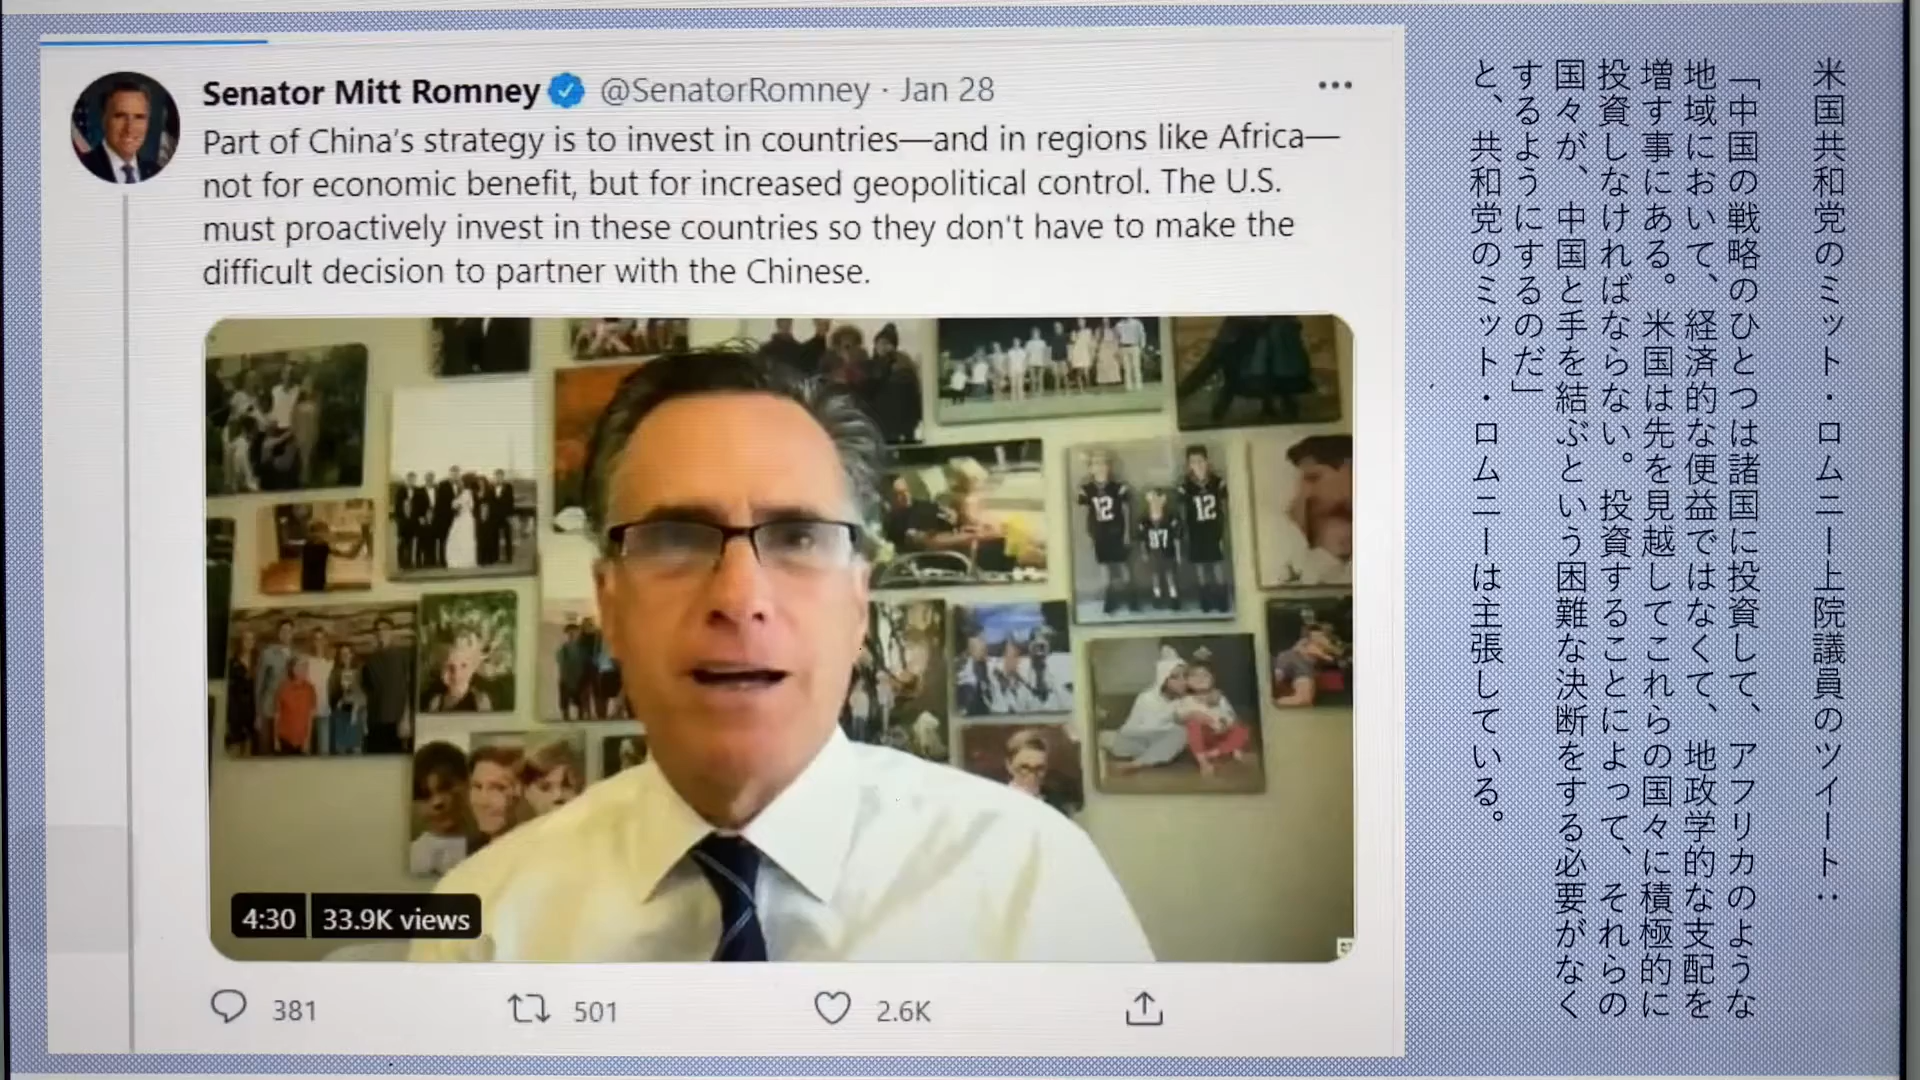 Senator Mitt Romney @SenatorRomney · Jan 28
Part of China's strategy is to invest in countries—and in regions like Africa—
not for economic benefit, but for increased geopolitical control. The U.S.
must proactively invest in these countries so they don't have to make the
difficult decision to partner with the Chinese.
12
87
12
4:30
33.9K views
381
501
2.6K
米国共和党のミット・ロムニー上院議員のツイート：
「中国の戦略のひとつは諸国に投資して、アフリカのような
地域において、経済的な便益ではなくて、地政学的な支配を
増す事にある。米国は先を見越してこれらの国々に積極的に
投資しなければならない。投資することによって、それらの
国々が、中国と手を結ぶという困難な決断をする必要がなく
するようにするのだ」
と、共和党のミット・ロムニーは主張している。